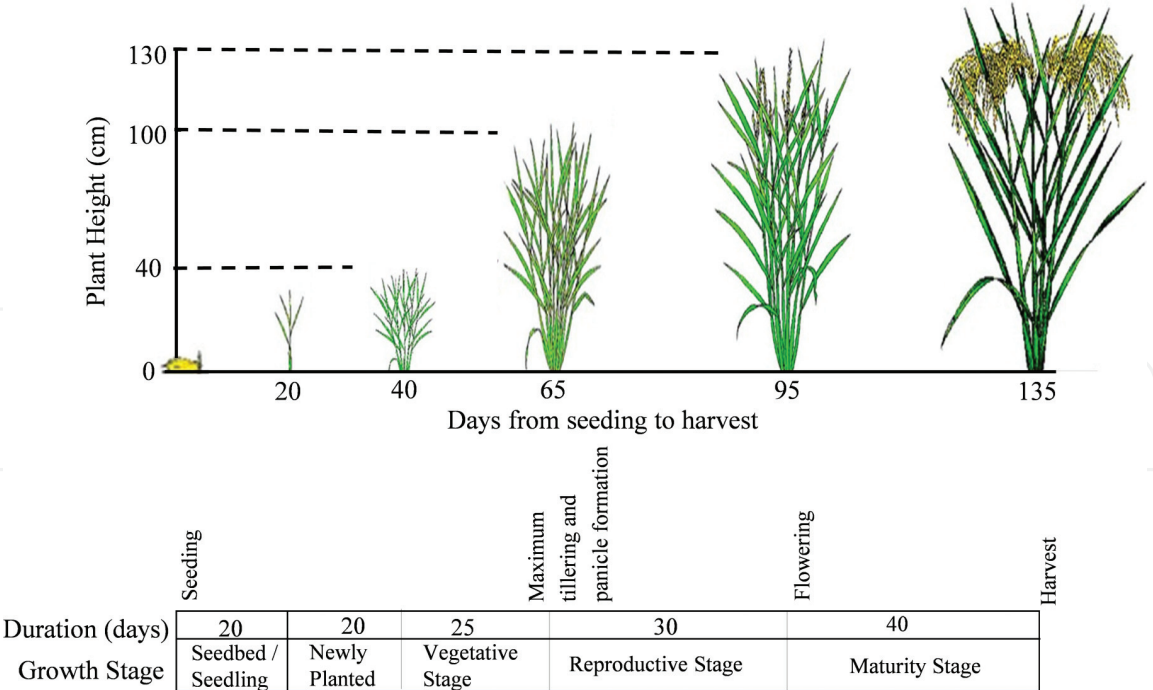 130
100
40
0
Plant Height (cm)
20 40 65 95 135
Days from seeding to harvest
Seeding
Maximum
tillering and
panicle formation
Flowering
Harvest
Duration (days) 20 20 25 30 40
Growth Stage
Seedbed /
Seedling
Newly
Planted
Vegetative
Stage
Reproductive Stage
Maturity Stage